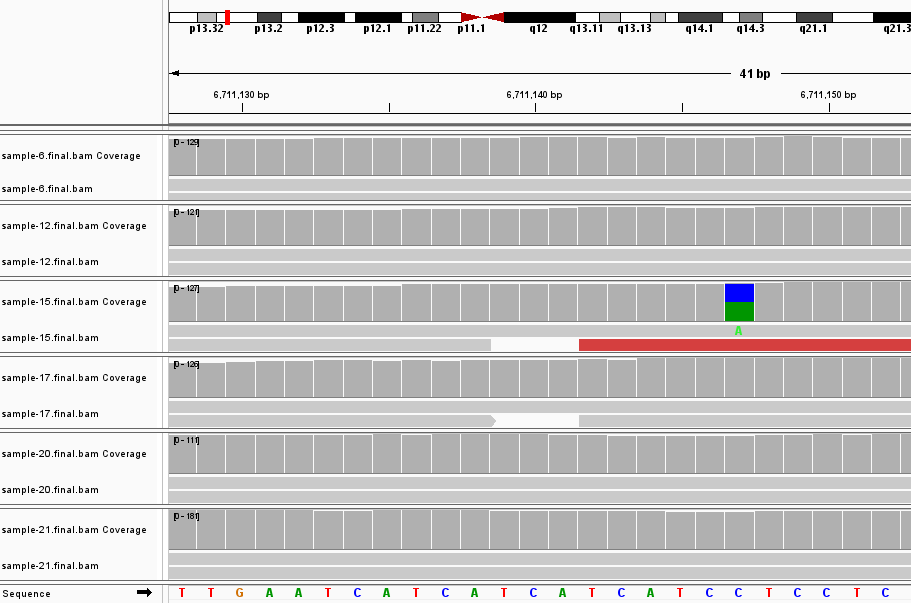 p13.32 p13.2 p12.3 p12.1 p11.22 p11.1 q12 q13.11 q13.13 q14.1 q14.3 q21.1 q21.3
41 bp
6,711,130 bp 6,711,140 bp 6,711,150 bp
[0 - 129]
sample-6.final.bam Coverage
sample-6.final.bam
[0 - 121]
sample-12.final.bam Coverage
sample-12.final.bam
[0 - 127]
sample-15.final.bam Coverage
A
sample-15.final.bam
[0 - 126]
sample-17.final.bam Coverage
sample-17.final.bam
[0 - 111]
sample-20.final.bam Coverage
sample-20.final.bam
[0 - 181]
sample-21.final.bam Coverage
sample-21.final.bam
Sequence T T G A A T C A T C A T C A T C A T C C T C C T C